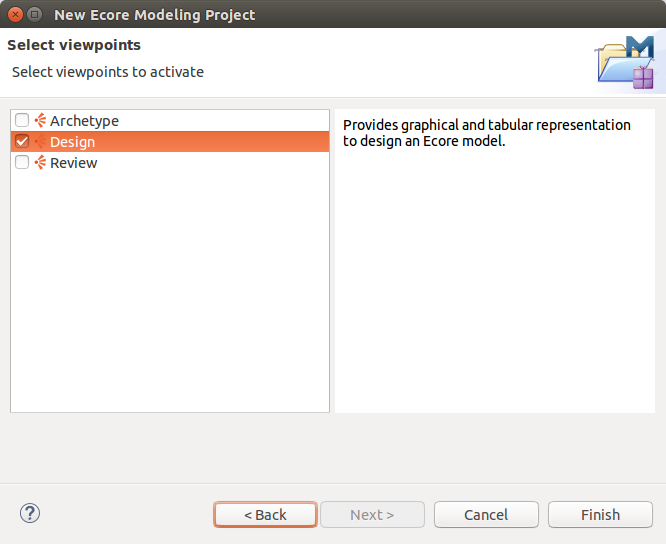 New Ecore Modeling Project
Select viewpoints
Select viewpoints to activate
Archetype
Design
Review
Provides graphical and tabular representation
to design an Ecore model.
?
< Back
Next >
Cancel
Finish